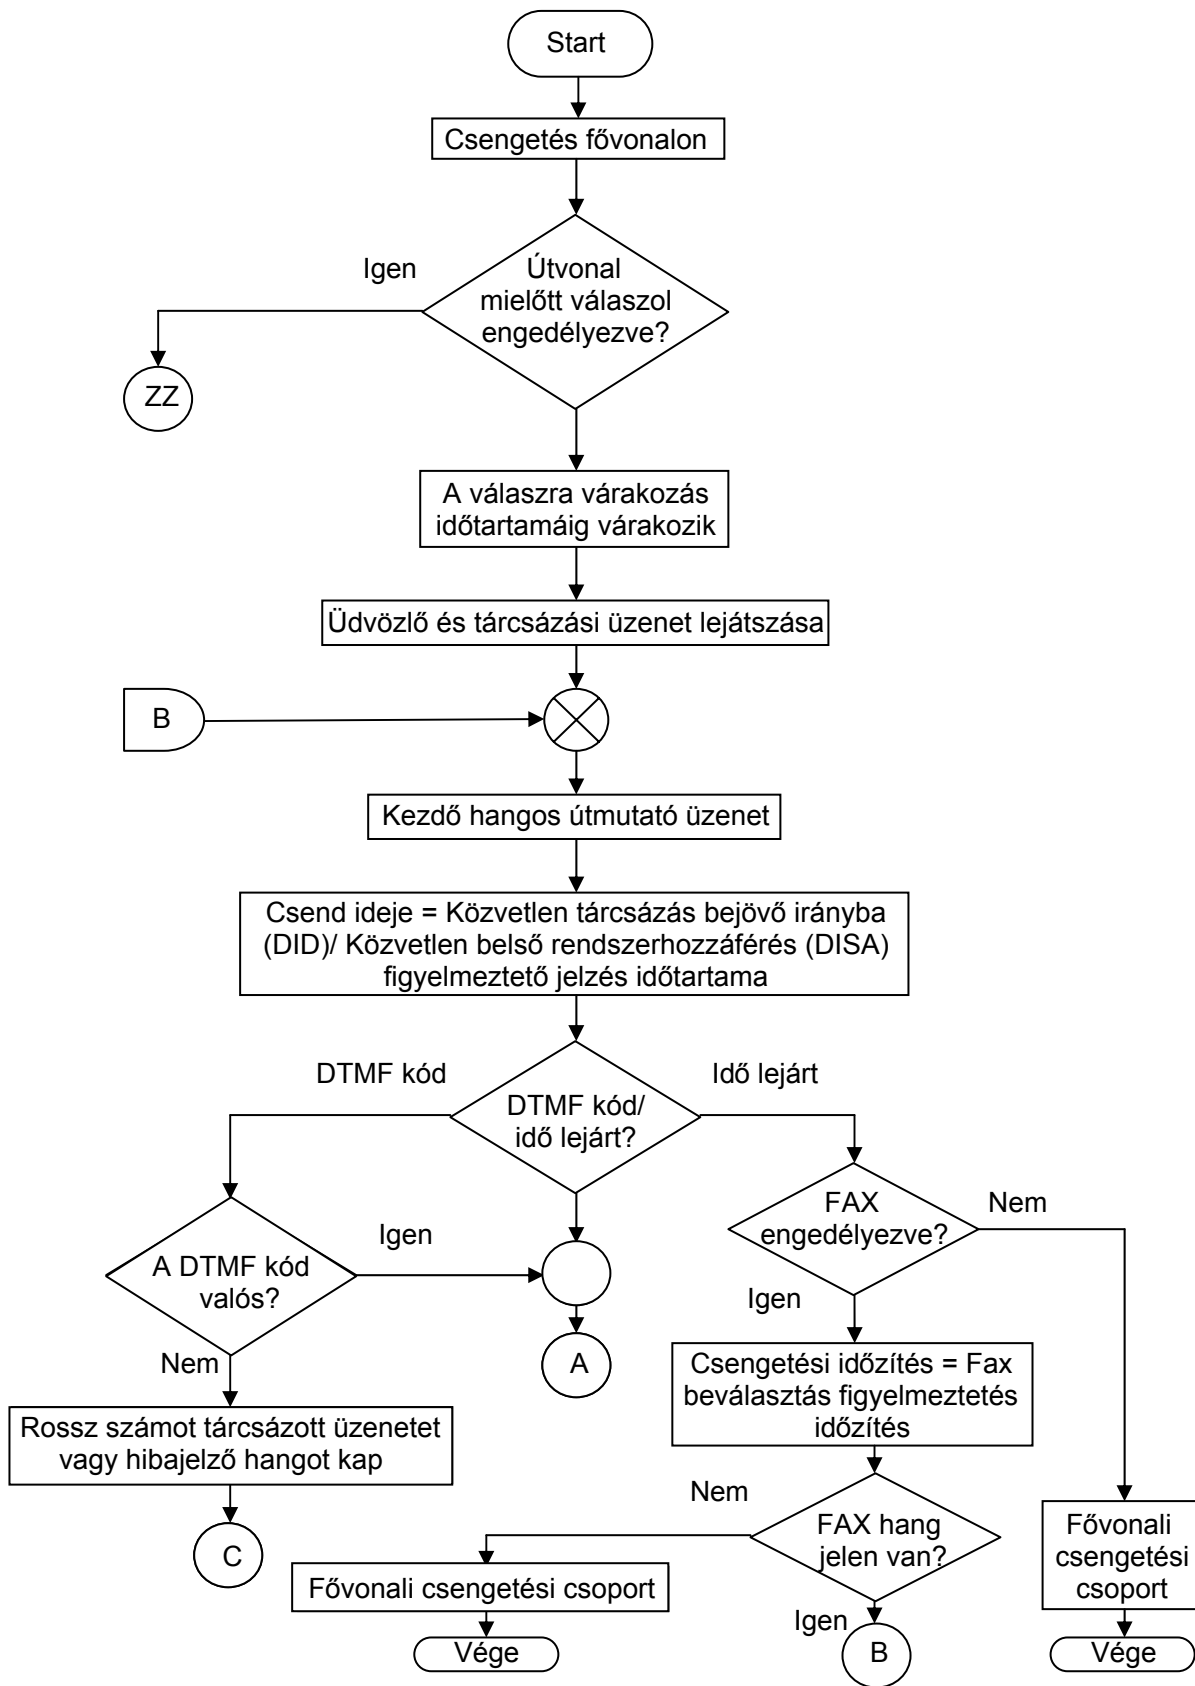 Start
Csengetés fővonalon
Igen
Útvonal
mielőtt válaszol
engedélyezve?
ZZ
A válaszra várakozás
időtartamáig várakozik
Üdvözlő és tárcsázási üzenet lejátszása
B
Kezdő hangos útmutató üzenet
Csend ideje = Közvetlen tárcsázás bejövő irányba
(DID)/ Közvetlen belső rendszerhozzáférés (DISA)
figyelmeztető jelzés időtartama
DTMF kód
Idő lejárt
DTMF kód/
idő lejárt?
FAX
engedélyezve?
Nem
Igen
A DTMF kód
valós?
Igen
A
Nem
Csengetési időzítés = Fax
beválasztás figyelmeztetés
időzítés
Rossz számot tárcsázott üzenetet
vagy hibajelző hangot kap
Nem
C
FAX hang
jelen van?
Fővonali
csengetési
csoport
Fővonali csengetési csoport
Igen
Vége
B
Vége